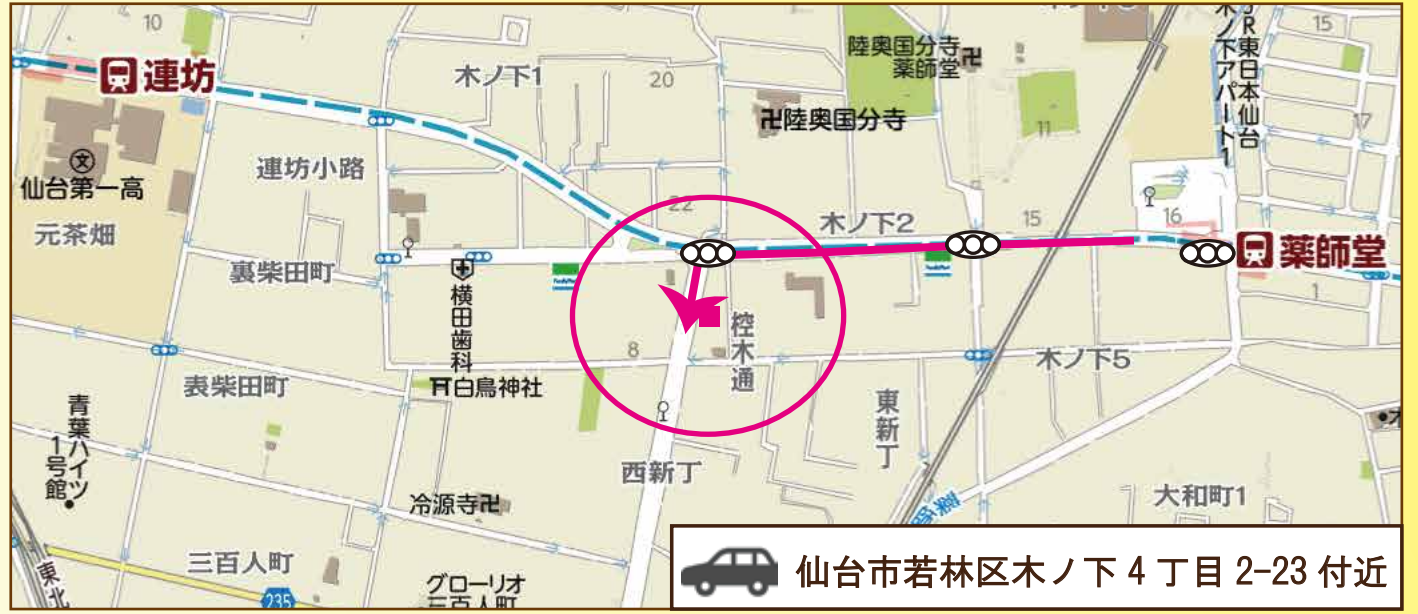 10
連坊
木ノ下1
20
陸奥国分寺
薬師堂
15
JR東日本仙台
木ノ下アパート1
陸奥国分寺
11
17
文
仙台第一高
連坊小路
元茶畑
22
木ノ下2
15
16
薬師堂
裏柴田町
FamilyMart
FamilyMart
1
横田歯科
控木通
8
木ノ下5
表柴田町
白鳥神社
青葉ハイツ
1号館
東新丁
西新丁
大和町1
冷源寺
三百人町
235
グローリオ
三百人町
東北
仙台市若林区木ノ下4丁目2-23付近